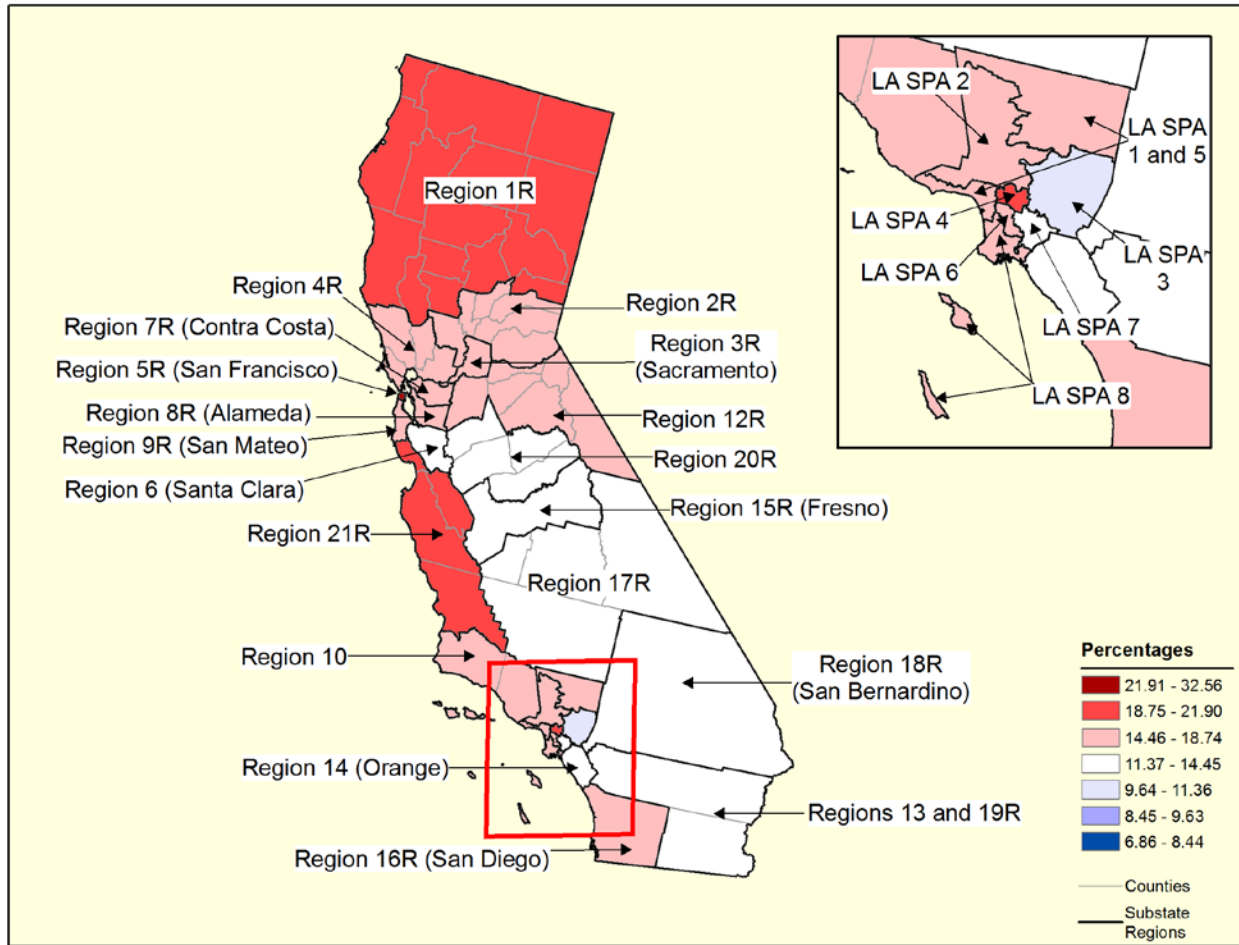 Region 1R
Region 4R
Region 2R
Region 7R (Contra Costa)
Region 3R
(Sacramento)
Region 5R (San Francisco)
Region 8R (Alameda)
Region 12R
Region 9R (San Mateo)
Region 20R
Region 6 (Santa Clara)
Region 15R (Fresno)
Region 21R
Region 17R
Region 10
Region 18R
(San Bernardino)
Region 14 (Orange)
Regions 13 and 19R
Region 16R (San Diego)
LA SPA 2
LA SPA
1 and 5
LA SPA 4
LA SPA 6
LA SPA
3
LA SPA 7
LA SPA 8
Percentages
21.91 - 32.56
18.75 - 21.90
14.46 - 18.74
11.37 - 14.45
9.64 - 11.36
8.45 - 9.63
6.86 - 8.44
Counties
Substate
Regions